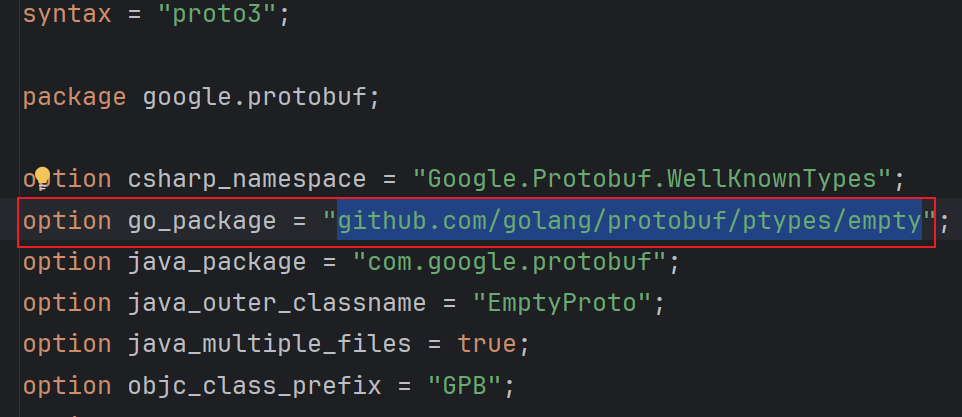 syntax = "proto3";
package google.protobuf;
option csharp_namespace = "Google.Protobuf.WellKnownTypes";
option go_package = "github.com/golang/protobuf/ptypes/empty";
option java_package = "com.google.protobuf";
option java_outer_classname = "EmptyProto";
option java_multiple_files = true;
option objc_class_prefix = "GPB";